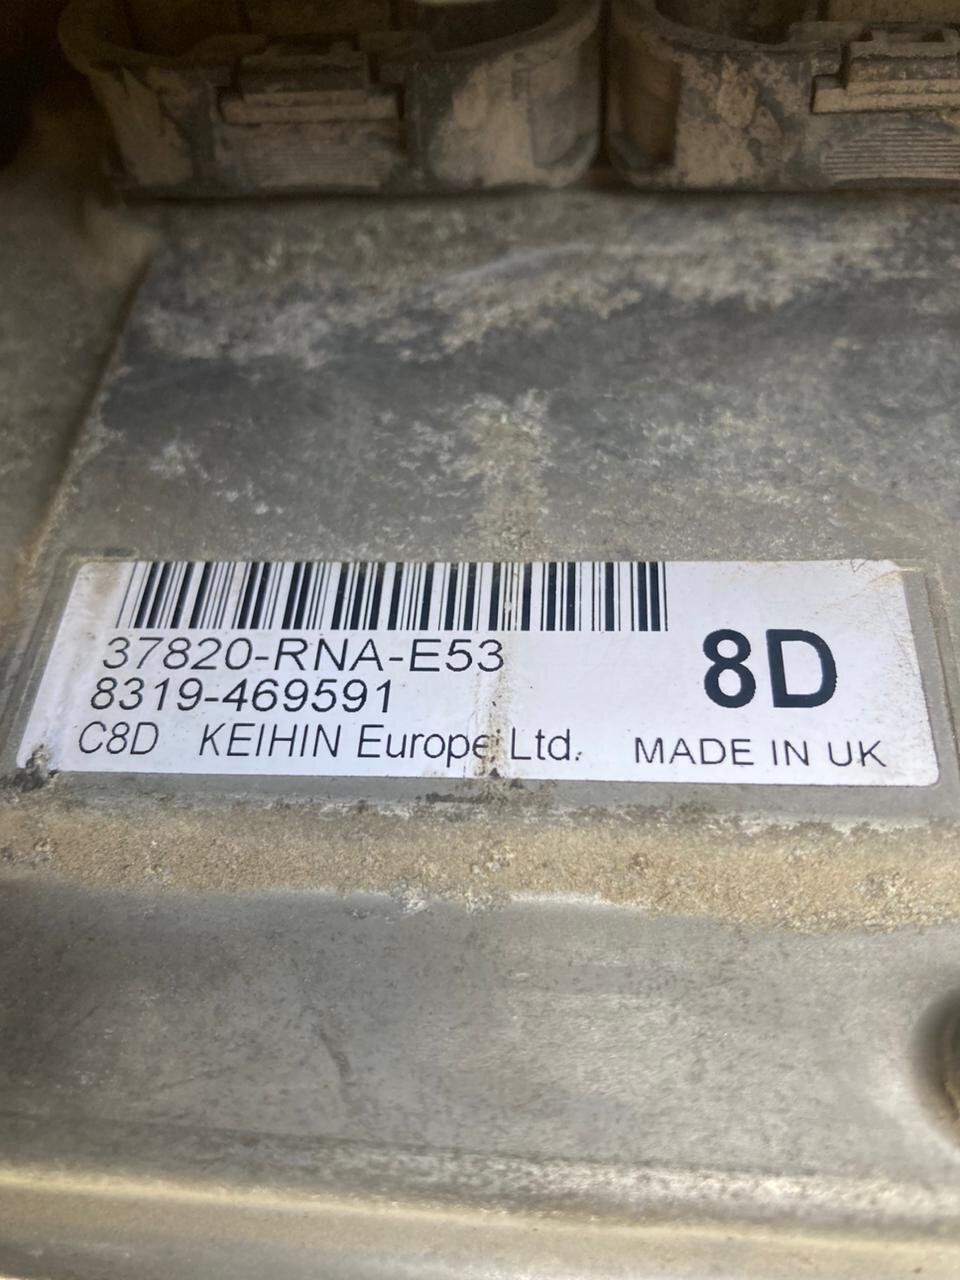 37820-RNA-E53
8319-469591
8D
C8D KEIHIN Europe Ltd. MADE IN UK